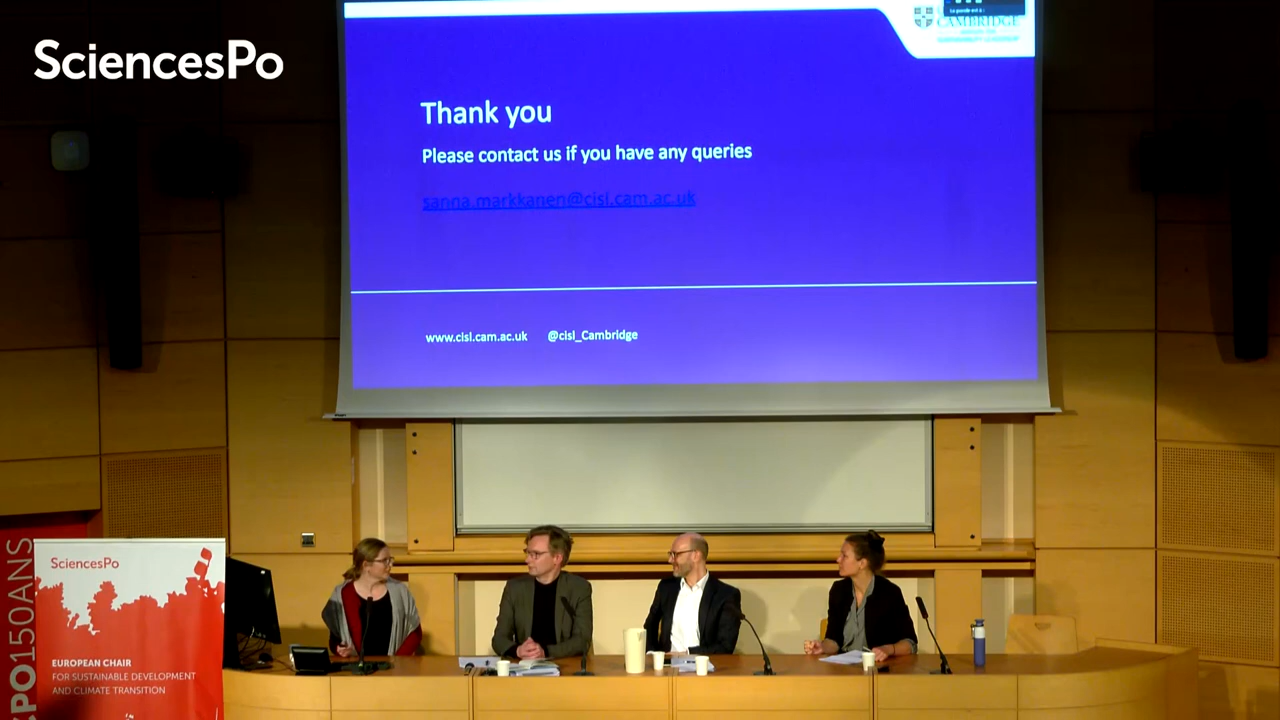 SciencesPo
CAMBRIDGE
Thank you
Please contact us if you have any queries
sanna.markkanen@cisl.cam.ac.uk
www.cisl.cam.ac.uk @cisl_Cambridge
PO150ANS
SciencesPo
EUROPEAN CHAIR
FOR SUSTAINABLE DEVELOPMENT
AND CLIMATE TRANSITION